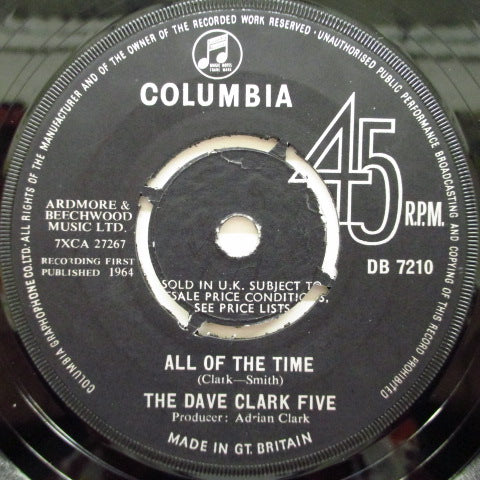 COLUMBIA GRAPHOPHONE CO. LTD.· ALL RIGHTS OF THE MANUFACTURER AND OF THE OWNER OF THE RECORDED WORK RESERVED · UNAUTHORISED PUBLIC PERFORMANCE BROADCASTING AND COPYING OF THIS RECORD PROHIBITED
COLUMBIA
45
R.P.M.
ARDMORE &
BEECHWOOD
MUSIC LTD.
7XCA 27267
RECORDING FIRST
PUBLISHED 1964
DB 7210
SOLD IN U.K. SUBJECT TO
RESALE PRICE CONDITIONS,
SEE PRICE LISTS
ALL OF THE TIME
(Clark—Smith)
THE DAVE CLARK FIVE
Producer: Adrian Clark
MADE IN GT. BRITAIN